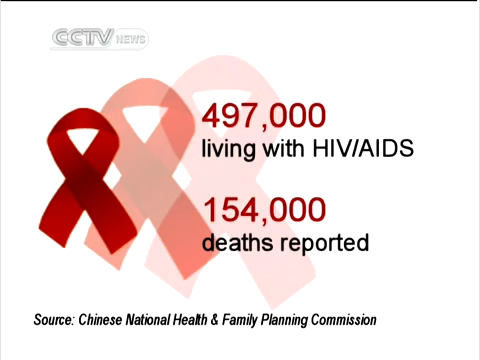 CCTV NEWS
497,000
living with HIV/AIDS
154,000
deaths reported
Source: Chinese National Health & Family Planning Commission